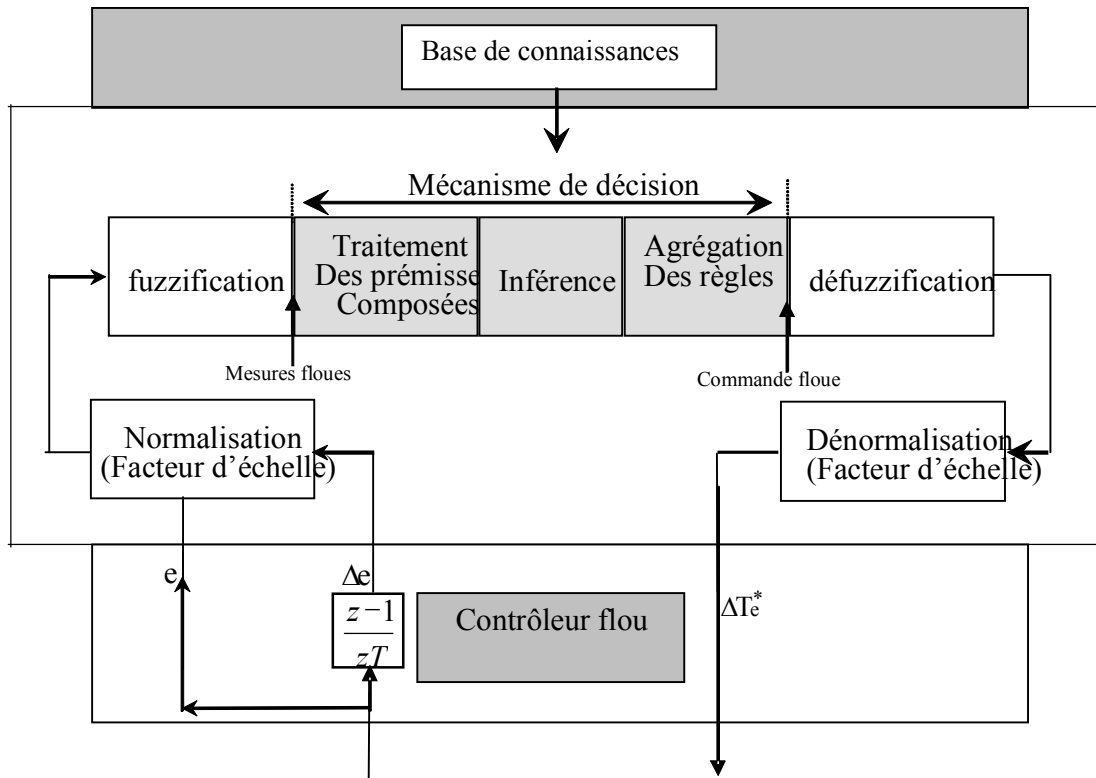 Base de connaissances
Mécanisme de décision
fuzzification
Traitement
Des prémisse
Composées
Inférence
Agrégation
Des règles
défuzzification
Mesures floues
Commande floue
Normalisation
(Facteur d’échelle)
Dénormalisation
(Facteur d’échelle)
e
Δe
z−1
zT
Contrôleur flou
ΔTe*